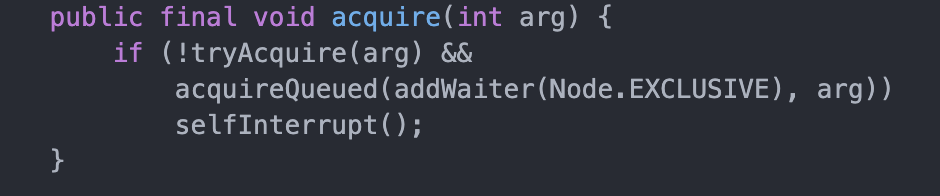 public final void acquire(int arg) {
    if (!tryAcquire(arg) &&
        acquireQueued(addWaiter(Node.EXCLUSIVE), arg))
        selfInterrupt();
}